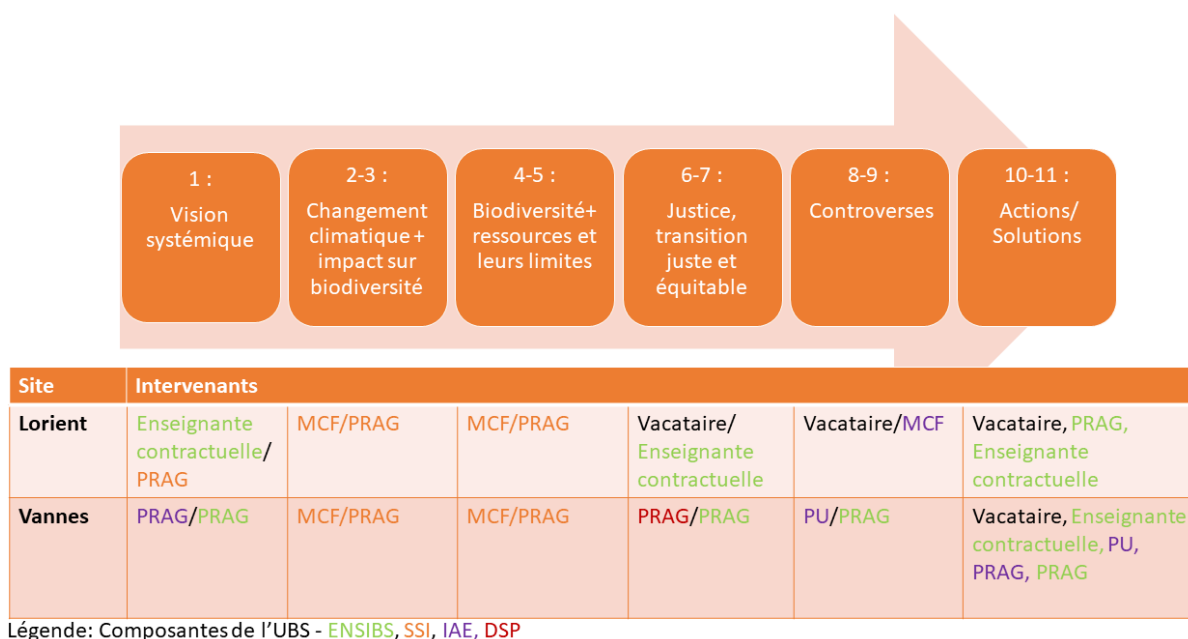 1 :
Vision
systémique
2-3 :
Changement
climatique +
impact sur
biodiversité
4-5 :
Biodiversité+
ressources et
leurs limites
6-7 :
Justice,
transition
juste et
équitable
8-9 :
Controverses
10-11 :
Actions/
Solutions
Site
Intervenants
Lorient
Enseignante
contractuelle/
PRAG
MCF/PRAG
MCF/PRAG
Vacataire/
Enseignante
contractuelle
Vacataire/MCF
Vacataire, PRAG,
Enseignante
contractuelle
Vannes
PRAG/PRAG
MCF/PRAG
MCF/PRAG
PRAG/PRAG
PU/PRAG
Vacataire, Enseignante
contractuelle, PU,
PRAG, PRAG
Légende: Composantes de l'UBS - ENSIBS, SSI, IAE, DSP